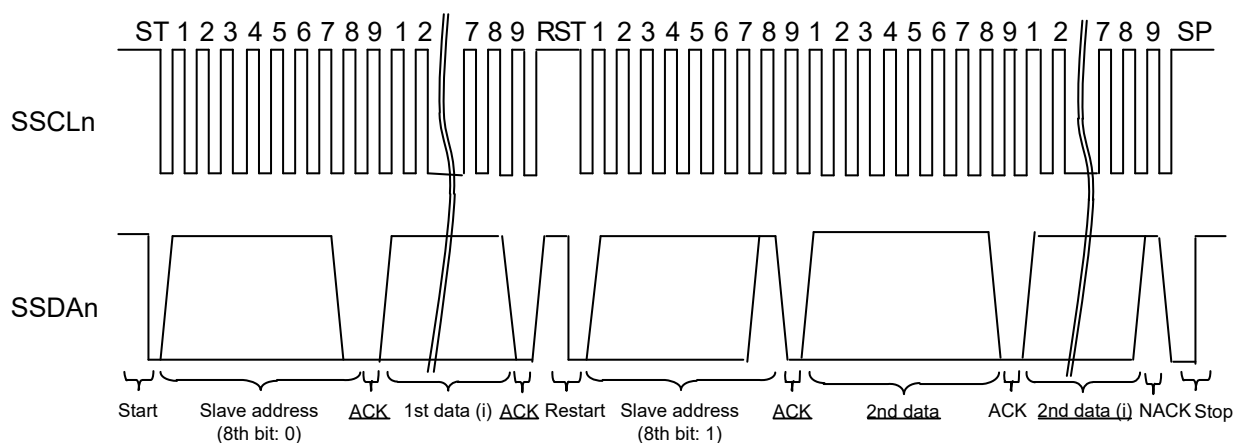 ST 1 2 3 4 5 6 7 8 9 1 2 7 8 9 RST 1 2 3 4 5 6 7 8 9 1 2 3 4 5 6 7 8 9 1 2 7 8 9 SP
SSCLn
SSDAn
Start Slave address ACK 1st data (i) ACK Restart Slave address ACK 2nd data ACK 2nd data (i) NACK Stop
(8th bit: 0) (8th bit: 1)